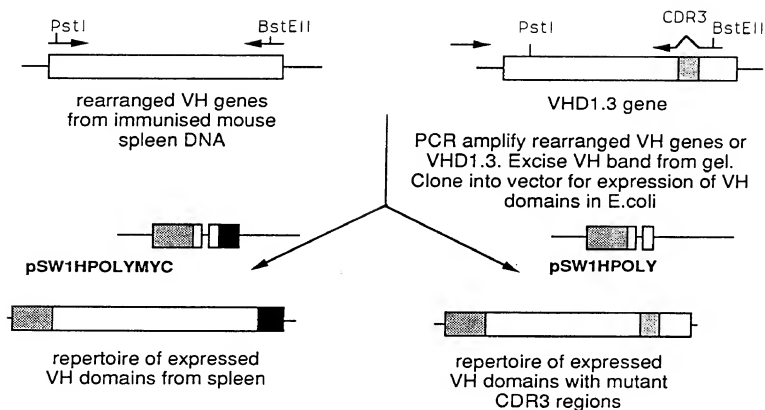 PstI
BstEII
rearranged VH genes
from immunised mouse
spleen DNA
PstI
CDR3
BstEII
VHD1.3 gene
PCR amplify rearranged VH genes or
VHD1.3. Excise VH band from gel.
Clone into vector for expression of VH
domains in E.coli
pSW1HPOLYMYC
pSW1HPOLY
repertoire of expressed
VH domains from spleen
repertoire of expressed
VH domains with mutant
CDR3 regions